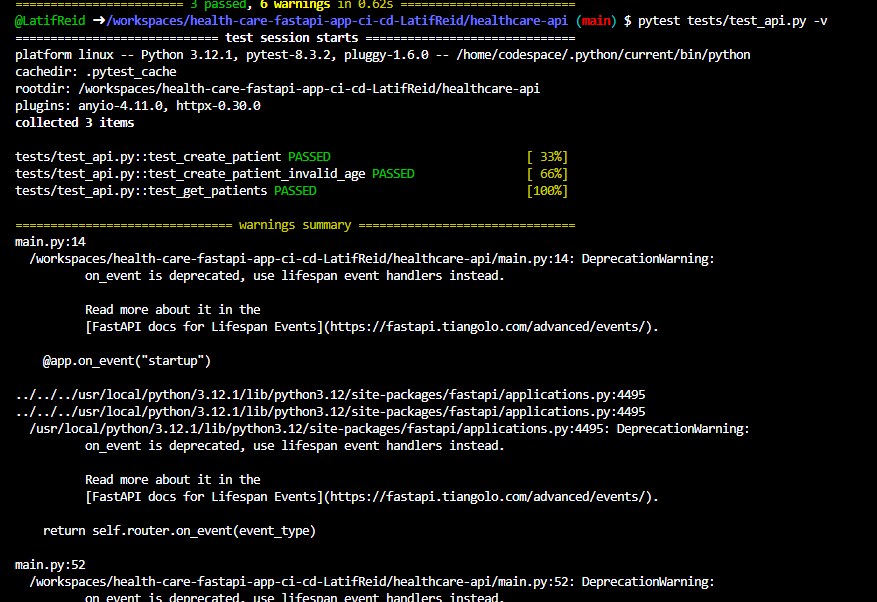 ======================== 3 passed, 6 warnings in 0.62s =========================
@LatifReid ➜/workspaces/health-care-fastapi-app-ci-cd-LatifReid/healthcare-api (main) $ pytest tests/test_api.py -v
============================= test session starts ==============================
platform linux -- Python 3.12.1, pytest-8.3.2, pluggy-1.6.0 -- /home/codespace/.python/current/bin/python
cachedir: .pytest_cache
rootdir: /workspaces/health-care-fastapi-app-ci-cd-LatifReid/healthcare-api
plugins: anyio-4.11.0, httpx-0.30.0
collected 3 items
tests/test_api.py::test_create_patient PASSED [ 33%]
tests/test_api.py::test_create_patient_invalid_age PASSED [ 66%]
tests/test_api.py::test_get_patients PASSED [100%]
=============================== warnings summary ===============================
main.py:14
/workspaces/health-care-fastapi-app-ci-cd-LatifReid/healthcare-api/main.py:14: DeprecationWarning:
on_event is deprecated, use lifespan event handlers instead.
Read more about it in the
[FastAPI docs for Lifespan Events](https://fastapi.tiangolo.com/advanced/events/).
@app.on_event("startup")
../../../usr/local/python/3.12.1/lib/python3.12/site-packages/fastapi/applications.py:4495
../../../usr/local/python/3.12.1/lib/python3.12/site-packages/fastapi/applications.py:4495
/usr/local/python/3.12.1/lib/python3.12/site-packages/fastapi/applications.py:4495: DeprecationWarning:
on_event is deprecated, use lifespan event handlers instead.
Read more about it in the
[FastAPI docs for Lifespan Events](https://fastapi.tiangolo.com/advanced/events/).
return self.router.on_event(event_type)
main.py:52
/workspaces/health-care-fastapi-app-ci-cd-LatifReid/healthcare-api/main.py:52: DeprecationWarning:
on_event is deprecated, use lifespan event handlers instead.